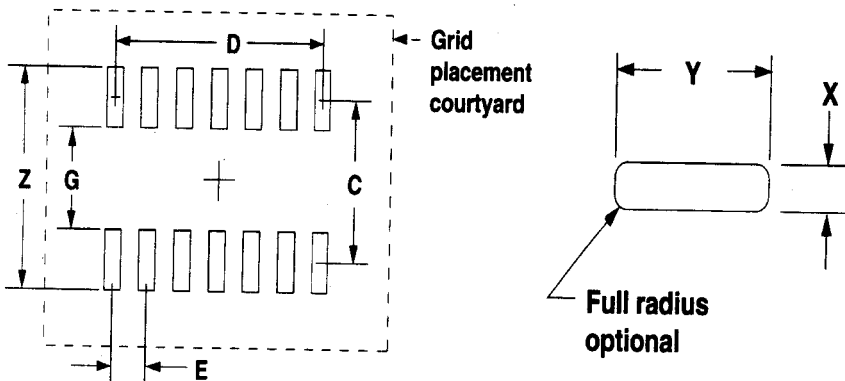 D
Grid
placement
courtyard
Z
G
C
E
Y
X
Full radius
optional